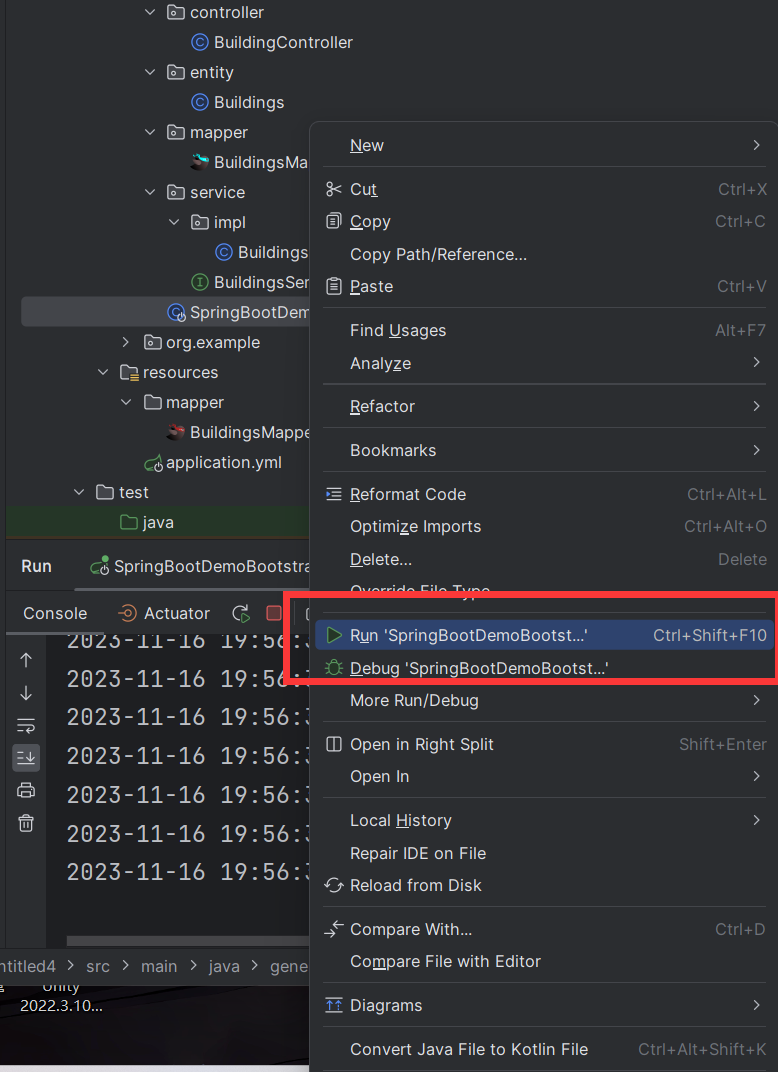 controller
BuildingController
entity
Buildings
mapper
BuildingsMa
service
impl
Buildings
BuildingsSer
SpringBootDem
org.example
resources
mapper
BuildingsMappe
application.yml
test
java
New
Cut Ctrl+X
Copy Ctrl+C
Copy Path/Reference...
Paste Ctrl+V
Find Usages Alt+F7
Analyze
Refactor
Bookmarks
Reformat Code Ctrl+Alt+L
Optimize Imports Ctrl+Alt+O
Delete... Delete
Override File Type
Run 'SpringBootDemoBootst...' Ctrl+Shift+F10
Debug 'SpringBootDemoBootst...'
More Run/Debug
Open in Right Split Shift+Enter
Open In
Local History
Repair IDE on File
Reload from Disk
Compare With... Ctrl+D
Compare File with Editor
Diagrams
Convert Java File to Kotlin File Ctrl+Alt+Shift+K
Run SpringBootDemoBootstra
Console Actuator
2023-11-16 19:56:3
2023-11-16 19:56:3
2023-11-16 19:56:3
2023-11-16 19:56:3
2023-11-16 19:56:3
2023-11-16 19:56:3
2023-11-16 19:56:3
ntitled4 > src > main > java > gene
Unity
2022.3.10...